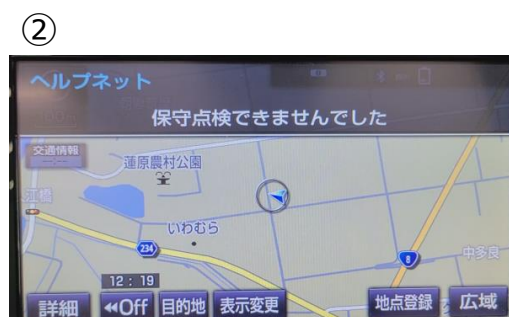 ②
ヘルプネット
保守点検できませんでした
交通情報
蓮原農村公園
江橋
いわむら
234
8
中多良
12:19
詳細
◀◀Off
目的地
表示変更
地点登録
広域